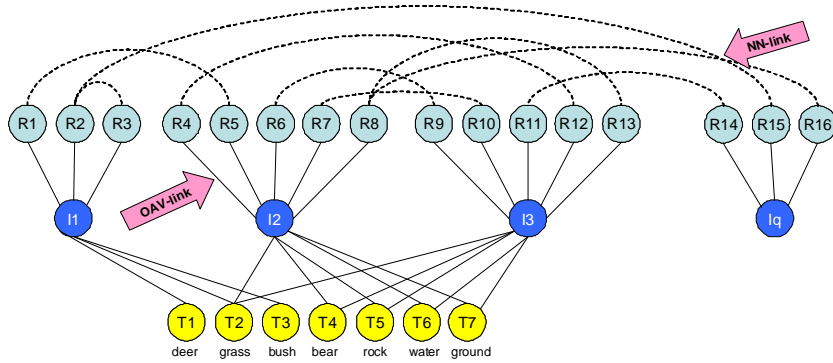 NN-link
R1 R2 R3 R4 R5 R6 R7 R8 R9 R10 R11 R12 R13 R14 R15 R16
OAV-link
I1 I2 I3 Iq
T1 T2 T3 T4 T5 T6 T7
deer grass bush bear rock water ground